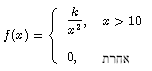 f(x) = { k/x², x > 10
0, אחרת